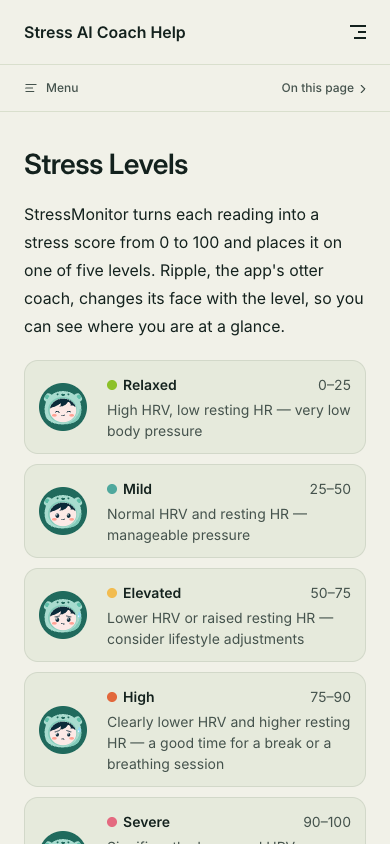 Stress AI Coach Help
Menu
On this page
Stress Levels
StressMonitor turns each reading into a
stress score from 0 to 100 and places it on
one of five levels. Ripple, the app's otter
coach, changes its face with the level, so you
can see where you are at a glance.
Relaxed 0–25
High HRV, low resting HR — very low
body pressure
Mild 25–50
Normal HRV and resting HR —
manageable pressure
Elevated 50–75
Lower HRV or raised resting HR —
consider lifestyle adjustments
High 75–90
Clearly lower HRV and higher resting
HR — a good time for a break or a
breathing session
Severe 90–100